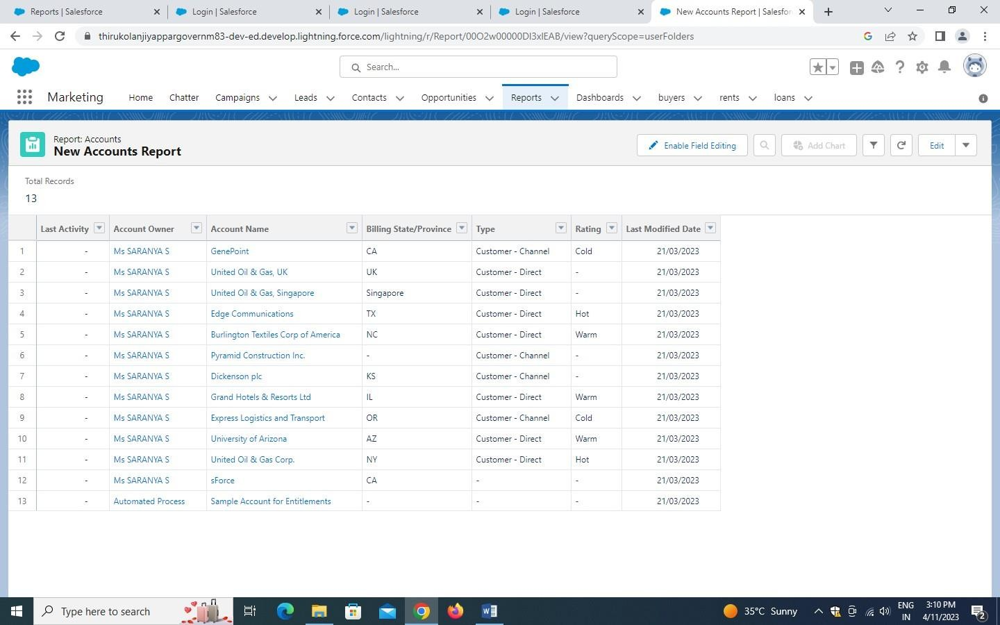 Reports | Salesforce
Login | Salesforce
Login | Salesforce
Login | Salesforce
New Accounts Report | Salesfor
thirukolanjiyappargovernm83-dev-ed.develop.lightning.force.com/lightning/r/Report/00O2w00000DI3xlEAB/view?queryScope=userFolders
Search...
Marketing Home Chatter Campaigns Leads Contacts Opportunities Reports Dashboards buyers rents loans
Report: Accounts
New Accounts Report
Enable Field Editing Add Chart Edit
Total Records
13
Last Activity Account Owner Account Name Billing State/Province Type Rating Last Modified Date
1 - Ms SARANYA S GenePoint CA Customer - Channel Cold 21/03/2023
2 - Ms SARANYA S United Oil & Gas, UK UK Customer - Direct - 21/03/2023
3 - Ms SARANYA S United Oil & Gas, Singapore Singapore Customer - Direct - 21/03/2023
4 - Ms SARANYA S Edge Communications TX Customer - Direct Hot 21/03/2023
5 - Ms SARANYA S Burlington Textiles Corp of America NC Customer - Direct Warm 21/03/2023
6 - Ms SARANYA S Pyramid Construction Inc. - Customer - Channel - 21/03/2023
7 - Ms SARANYA S Dickenson plc KS Customer - Channel - 21/03/2023
8 - Ms SARANYA S Grand Hotels & Resorts Ltd IL Customer - Direct Warm 21/03/2023
9 - Ms SARANYA S Express Logistics and Transport OR Customer - Channel Cold 21/03/2023
10 - Ms SARANYA S University of Arizona AZ Customer - Direct Warm 21/03/2023
11 - Ms SARANYA S United Oil & Gas Corp. NY Customer - Direct Hot 21/03/2023
12 - Ms SARANYA S sForce CA - - 21/03/2023
13 - Automated Process Sample Account for Entitlements - - - 21/03/2023
Type here to search
35°C Sunny
ENG
IN
3:10 PM
4/11/2023
2